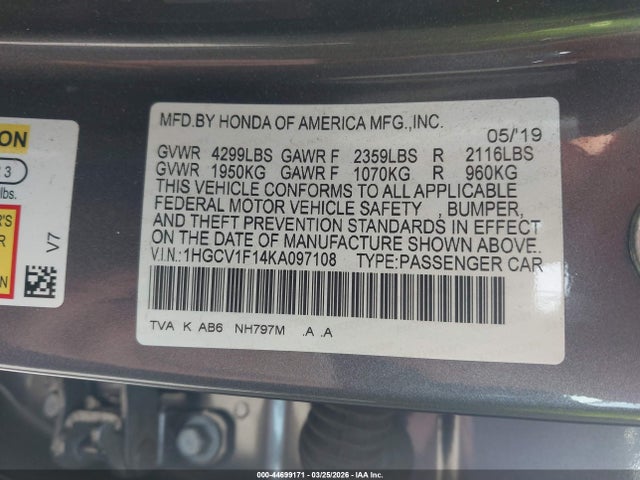 ON
3
lbs.
R'S
V7
MFD.BY HONDA OF AMERICA MFG.,INC.
05/'19
GVWR 4299LBS GAWR F 2359LBS R 2116LBS
GVWR 1950KG GAWR F 1070KG R 960KG
THIS VEHICLE CONFORMS TO ALL APPLICABLE
FEDERAL MOTOR VEHICLE SAFETY , BUMPER,
AND THEFT PREVENTION STANDARDS IN EFFECT
ON THE DATE OF MANUFACTURE SHOWN ABOVE.
V.I.N.:1HGCV1F14KA097108 TYPE:PASSENGER CAR
TVA K AB6 NH797M .A .A
000-44699171 | 03/25/2026 | IAA Inc.